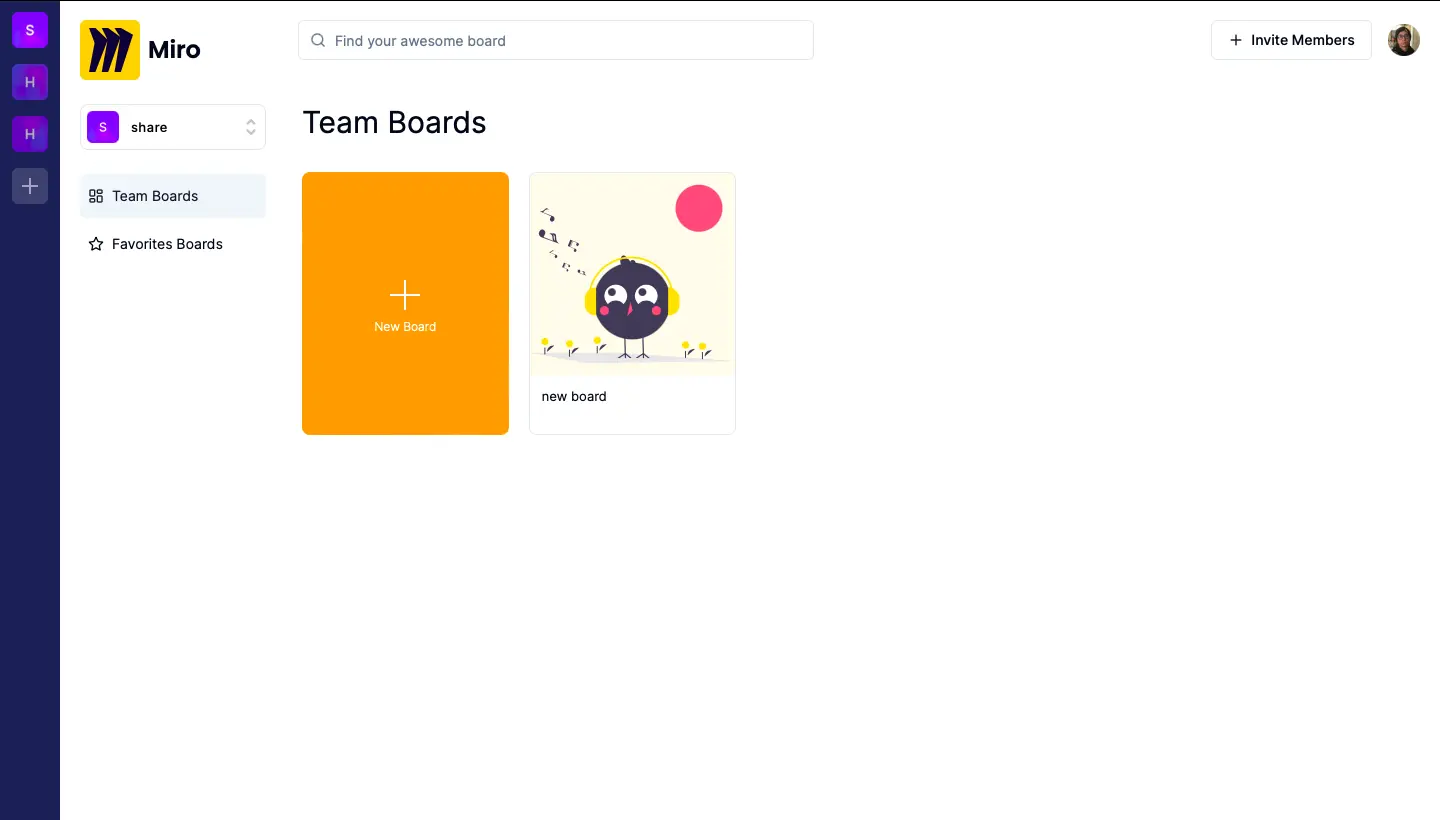 S
H
H
Miro
Find your awesome board
Invite Members
S
share
Team Boards
Favorites Boards
Team Boards
New Board
new board